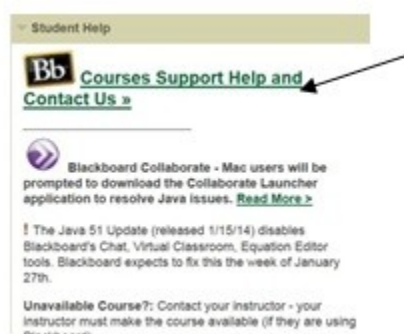 Student Help
Bb Courses Support Help and
Contact Us »
Blackboard Collaborate - Mac users will be
prompted to download the Collaborate Launcher
application to resolve Java issues. Read More >
! The Java 51 Update (released 1/15/14) disables
Blackboard's Chat, Virtual Classroom, Equation Editor
tools. Blackboard expects to fix this the week of January
27th.
Unavailable Course?: Contact your instructor - your
instructor must make the course available (if they are using